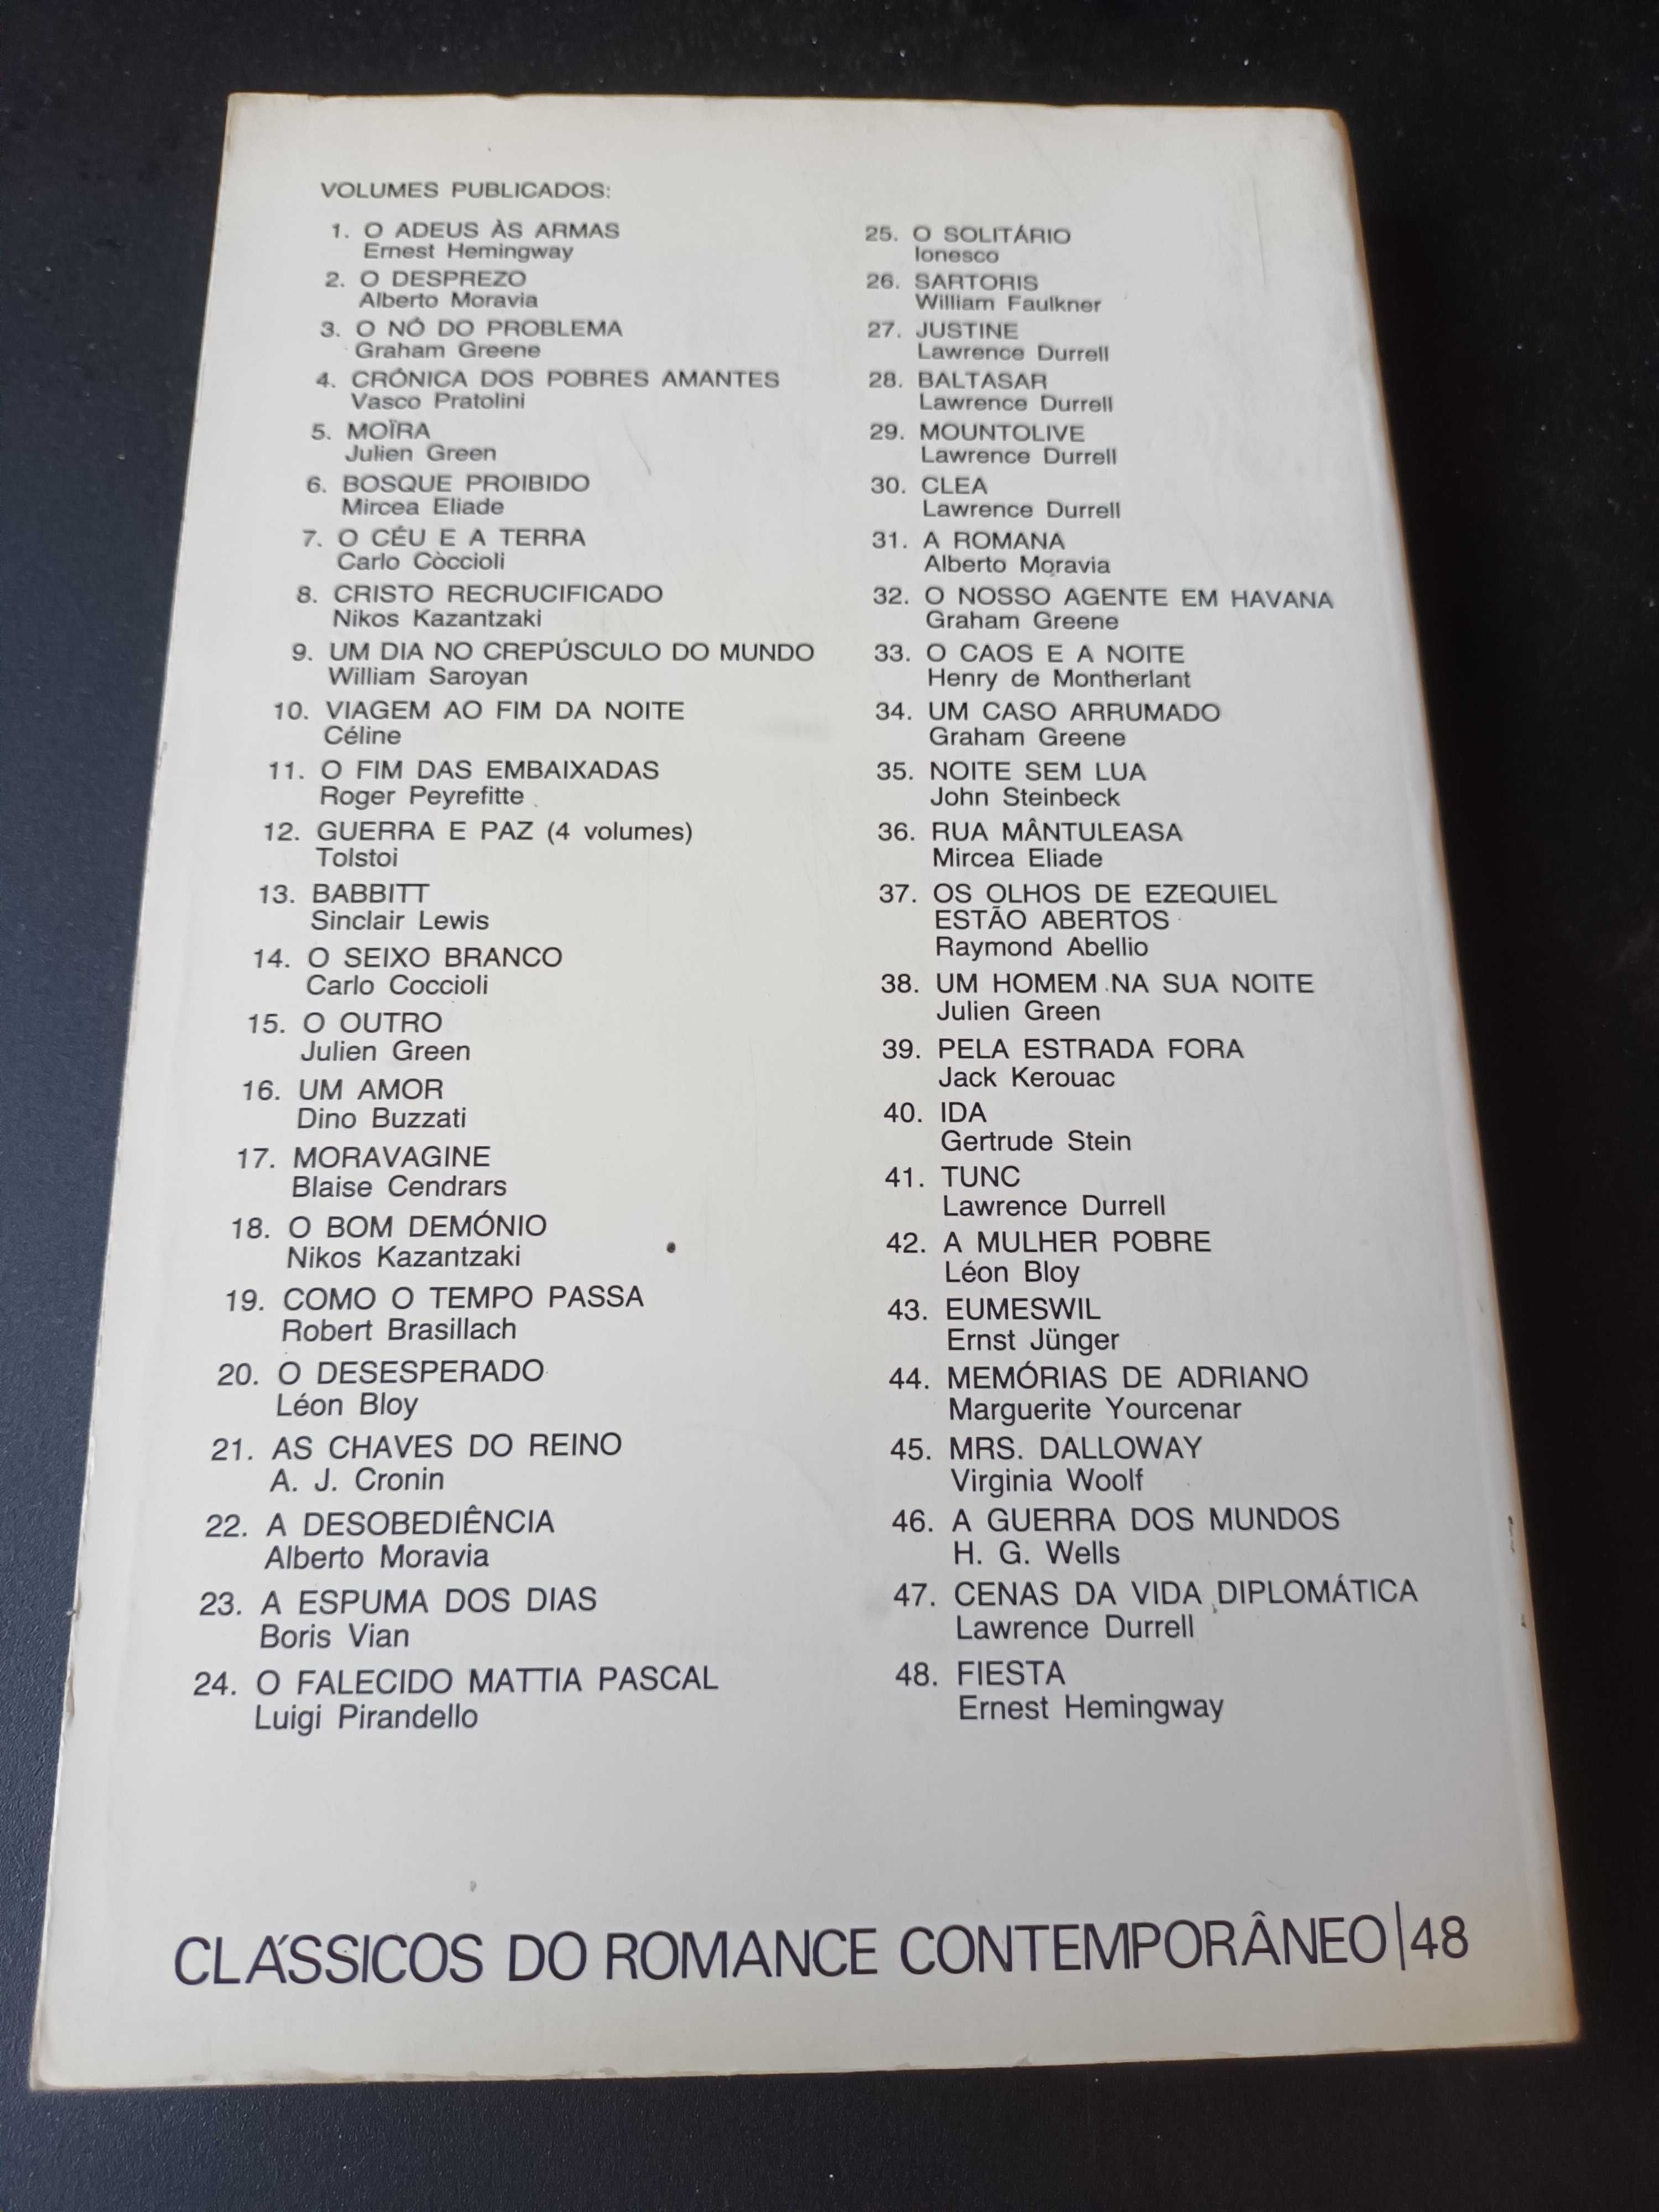 VOLUMES PUBLICADOS:
1. O ADEUS ÀS ARMAS
Ernest Hemingway
2. O DESPREZO
Alberto Moravia
3. O NÓ DO PROBLEMA
Graham Greene
4. CRÓNICA DOS POBRES AMANTES
Vasco Pratolini
5. MOÏRA
Julien Green
6. BOSQUE PROIBIDO
Mircea Eliade
7. O CÉU E A TERRA
Carlo Còccioli
8. CRISTO RECRUCIFICADO
Nikos Kazantzaki
9. UM DIA NO CREPÚSCULO DO MUNDO
William Saroyan
10. VIAGEM AO FIM DA NOITE
Céline
11. O FIM DAS EMBAIXADAS
Roger Peyrefitte
12. GUERRA E PAZ (4 volumes)
Tolstoi
13. BABBITT
Sinclair Lewis
14. O SEIXO BRANCO
Carlo Coccioli
15. O OUTRO
Julien Green
16. UM AMOR
Dino Buzzati
17. MORAVAGINE
Blaise Cendrars
18. O BOM DEMÓNIO
Nikos Kazantzaki
19. COMO O TEMPO PASSA
Robert Brasillach
20. O DESESPERADO
Léon Bloy
21. AS CHAVES DO REINO
A. J. Cronin
22. A DESOBEDIÊNCIA
Alberto Moravia
23. A ESPUMA DOS DIAS
Boris Vian
24. O FALECIDO MATTIA PASCAL
Luigi Pirandello
25. O SOLITÁRIO
Ionesco
26. SARTORIS
William Faulkner
27. JUSTINE
Lawrence Durrell
28. BALTASAR
Lawrence Durrell
29. MOUNTOLIVE
Lawrence Durrell
30. CLEA
Lawrence Durrell
31. A ROMANA
Alberto Moravia
32. O NOSSO AGENTE EM HAVANA
Graham Greene
33. O CAOS E A NOITE
Henry de Montherlant
34. UM CASO ARRUMADO
Graham Greene
35. NOITE SEM LUA
John Steinbeck
36. RUA MÂNTULEASA
Mircea Eliade
37. OS OLHOS DE EZEQUIEL
ESTÃO ABERTOS
Raymond Abellio
38. UM HOMEM NA SUA NOITE
Julien Green
39. PELA ESTRADA FORA
Jack Kerouac
40. IDA
Gertrude Stein
41. TUNC
Lawrence Durrell
42. A MULHER POBRE
Léon Bloy
43. EUMESWIL
Ernst Jünger
44. MEMÓRIAS DE ADRIANO
Marguerite Yourcenar
45. MRS. DALLOWAY
Virginia Woolf
46. A GUERRA DOS MUNDOS
H. G. Wells
47. CENAS DA VIDA DIPLOMÁTICA
Lawrence Durrell
48. FIESTA
Ernest Hemingway
CLÁSSICOS DO ROMANCE CONTEMPORÂNEO|48